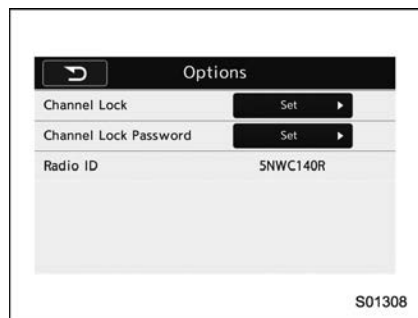 Options
Channel Lock Set
Channel Lock Password Set
Radio ID 5NWC140R
S01308